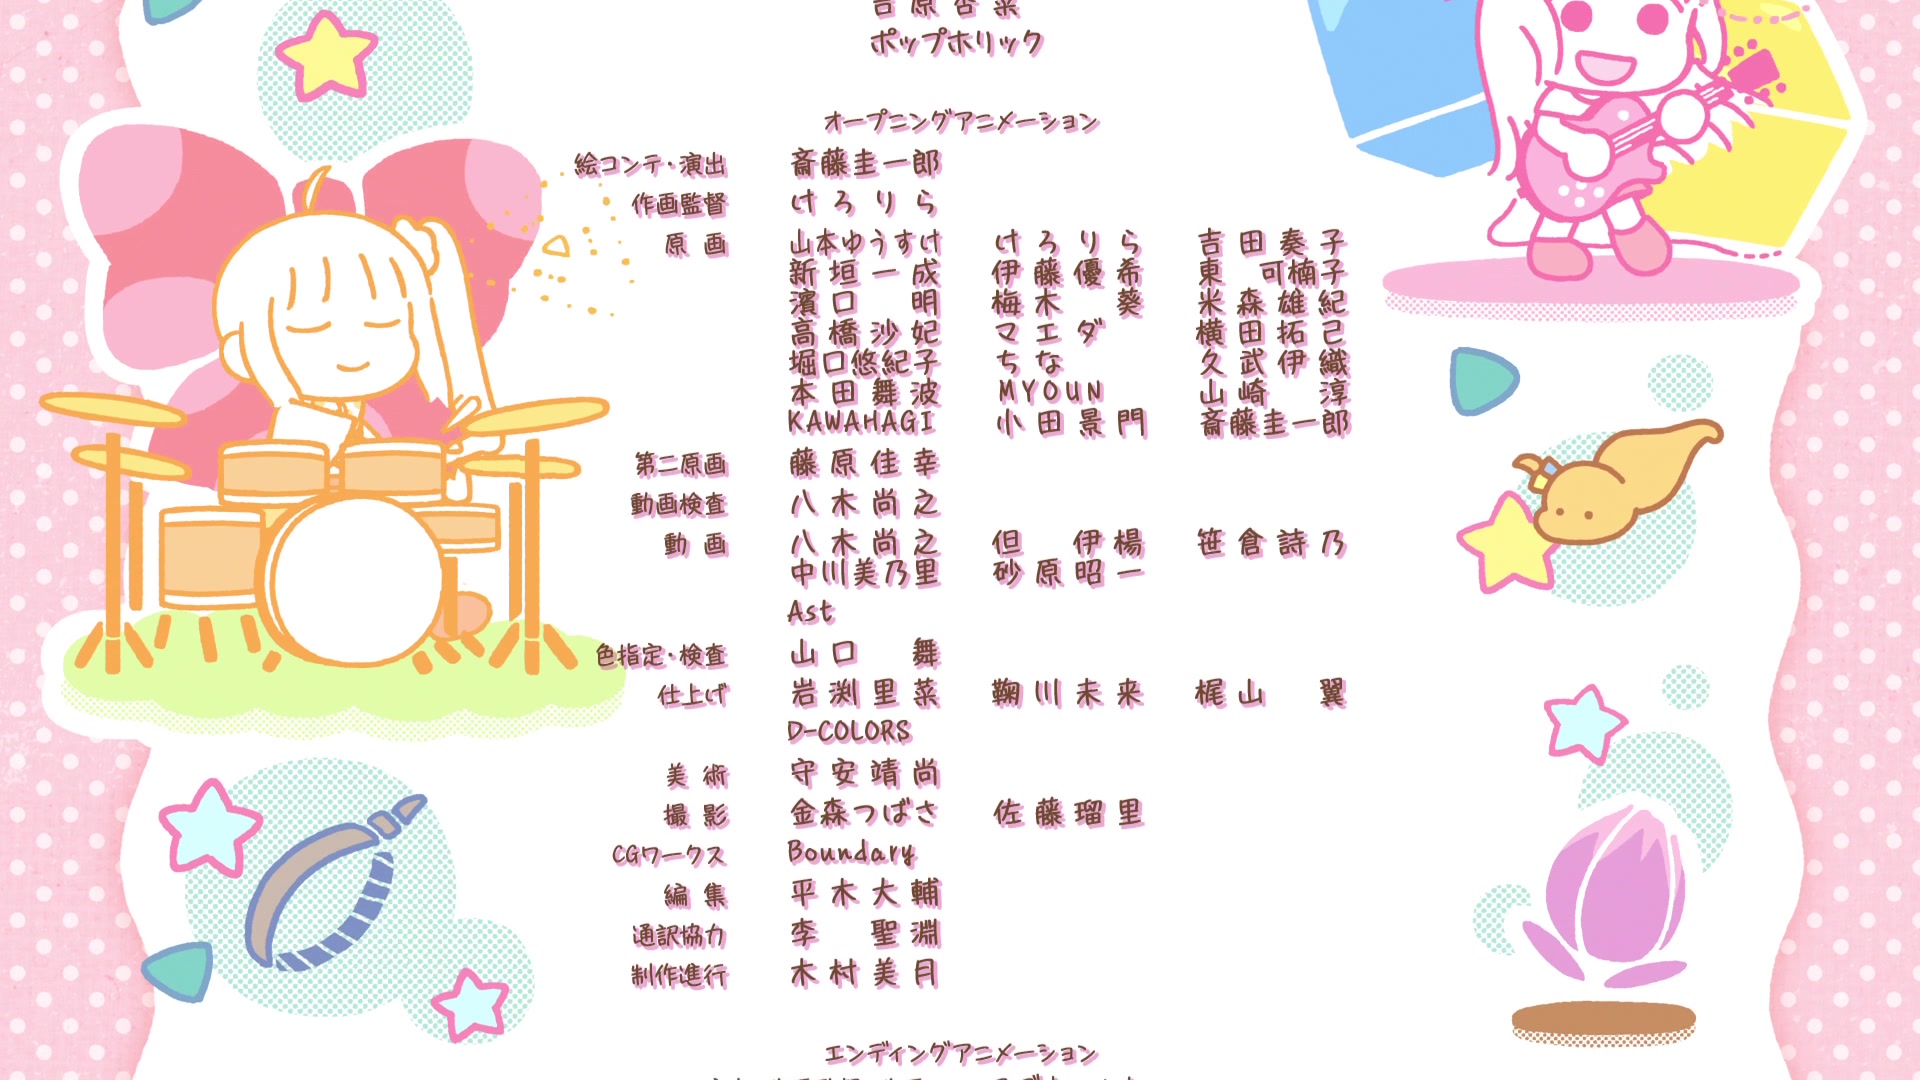 吉原杏菜
ポップホリック
オープニングアニメーション
絵コンテ・演出 斎藤圭一郎
作画監督 けろりら
原画 山本ゆうすけ けろりら 吉田奏子
新垣一成 伊藤優希 東 可楠子
濱口 明 梅木 葵 米森雄紀
高橋沙妃 マエダ 横田拓己
堀口悠紀子 ちな 久武伊織
本田舞波 MYOUN 山崎 淳
KAWAHAGI 小田景門 斎藤圭一郎
第二原画 藤原佳幸
動画検査 八木尚之
動画 八木尚之 但 伊楊 笹倉詩乃
中川美乃里 砂原昭一
Ast
色指定・検査 山口 舞
仕上げ 岩渕里菜 鞠川未来 梶山 翼
D-COLORS
美術 守安靖尚
撮影 金森つばさ 佐藤瑠里
CGワークス Boundary
編集 平木大輔
通訳協力 李 聖淵
制作進行 木村美月
エンディングアニメーション